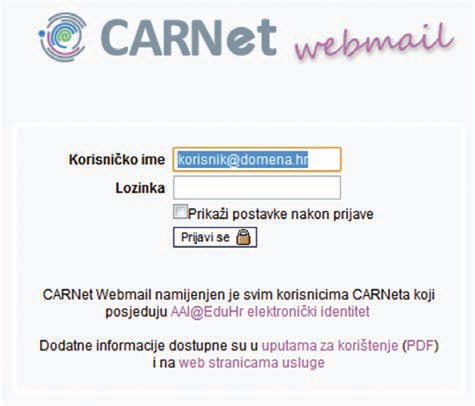 CARNet webmail
Korisničko ime korisnik@domena.hr
Lozinka
Prikaži postavke nakon prijave
Prijavi se
CARNet Webmail namijenjen je svim korisnicima CARNeta koji
posjeduju AAI@EduHr elektronički identitet
Dodatne informacije dostupne su u uputama za korištenje (PDF)
i na web stranicama usluge